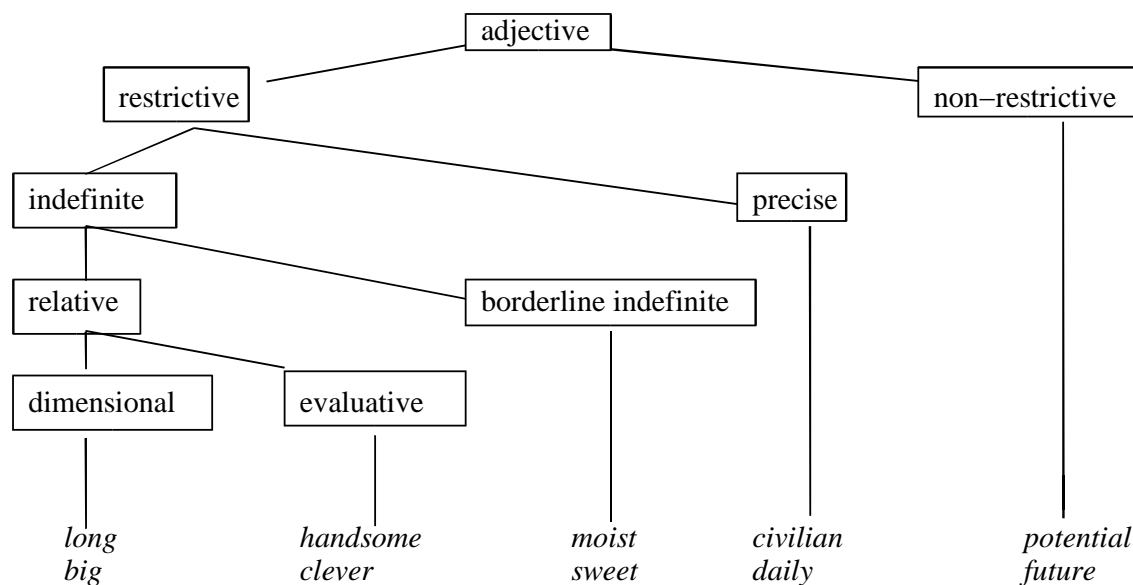 adjective
restrictive
non−restrictive
indefinite
precise
relative
borderline indefinite
dimensional
evaluative
long
big
handsome
clever
moist
sweet
civilian
daily
potential
future